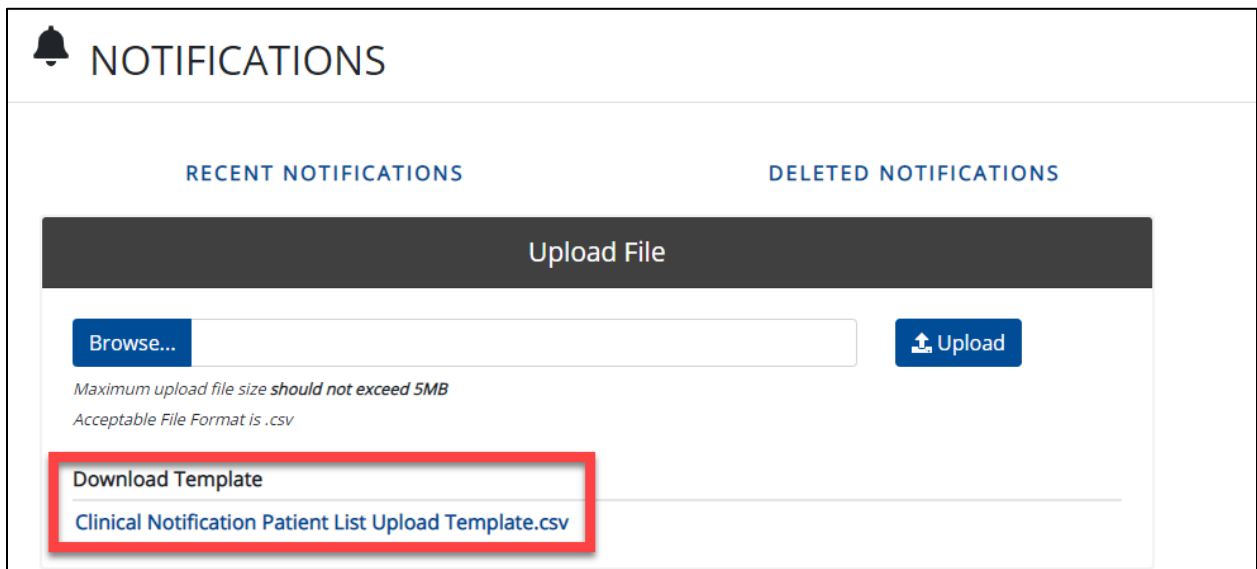 NOTIFICATIONS
RECENT NOTIFICATIONS
DELETED NOTIFICATIONS
Upload File
Browse...
Upload
Maximum upload file size should not exceed 5MB
Acceptable File Format is .csv
Download Template
Clinical Notification Patient List Upload Template.csv